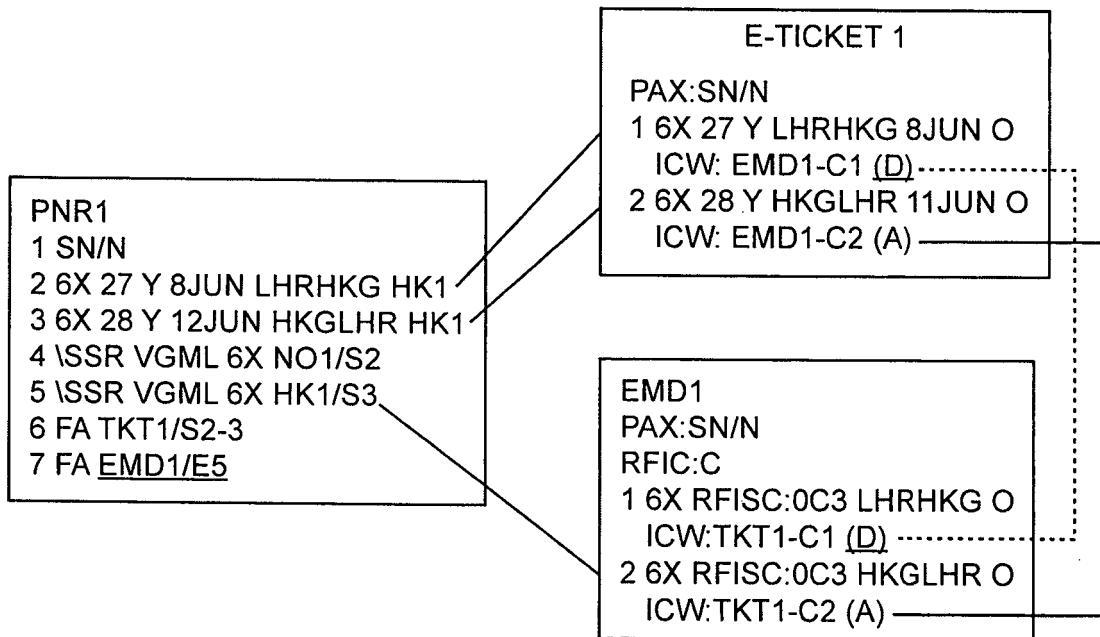 PNR1
1 SN/N
2 6X 27 Y 8JUN LHRHKG HK1
3 6X 28 Y 12JUN HKGLHR HK1
4 \SSR VGML 6X NO1/S2
5 \SSR VGML 6X HK1/S3
6 FA TKT1/S2-3
7 FA EMD1/E5
E-TICKET 1
PAX:SN/N
1 6X 27 Y LHRHKG 8JUN O
ICW: EMD1-C1 (D)
2 6X 28 Y HKGLHR 11JUN O
ICW: EMD1-C2 (A)
EMD1
PAX:SN/N
RFIC:C
1 6X RFISC:0C3 LHRHKG O
ICW:TKT1-C1 (D)
2 6X RFISC:0C3 HKGLHR O
ICW:TKT1-C2 (A)